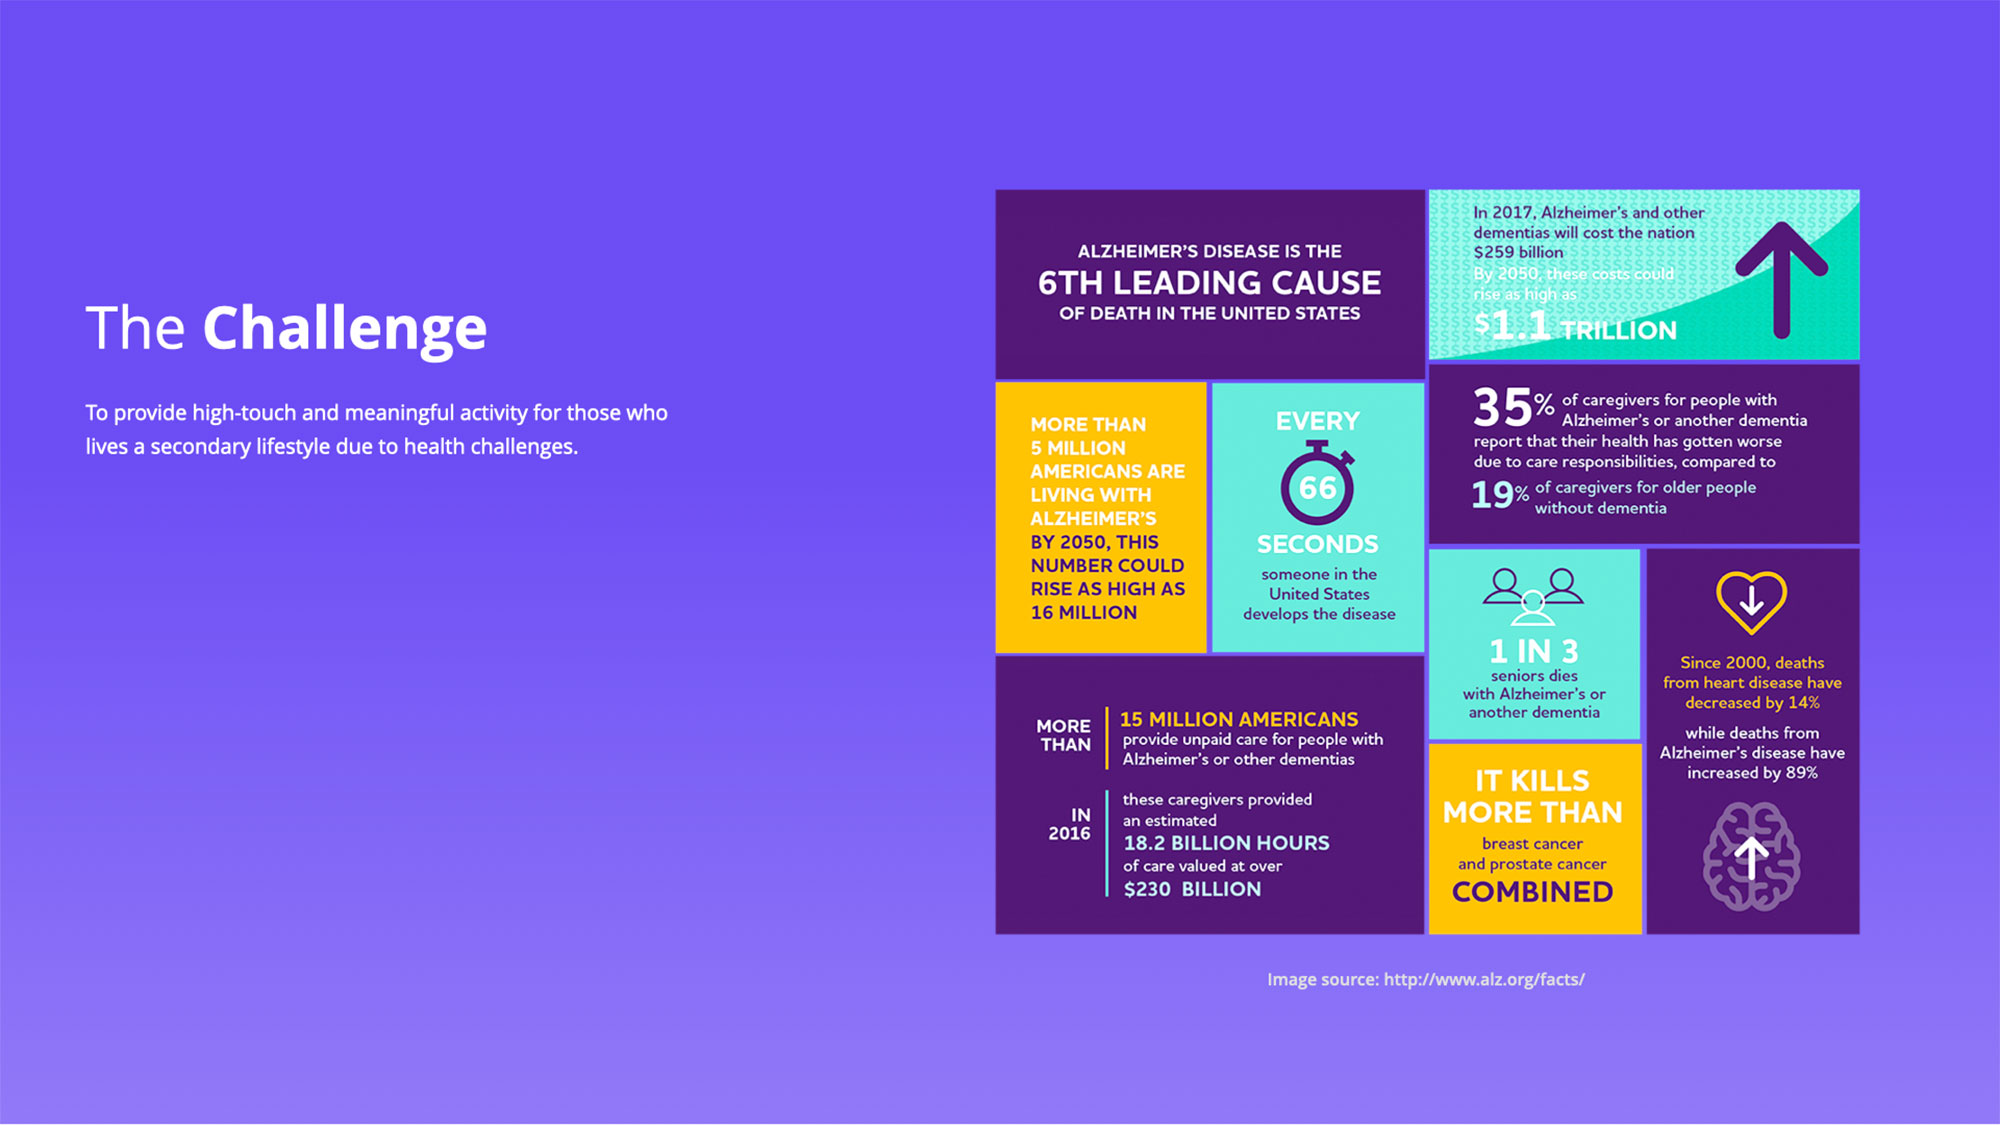 The Challenge
To provide high-touch and meaningful activity for those who
lives a secondary lifestyle due to health challenges.
ALZHEIMER'S DISEASE IS THE
6TH LEADING CAUSE
OF DEATH IN THE UNITED STATES
In 2017, Alzheimer's and other
dementias will cost the nation
$259 billion
By 2050, these costs could
rise as high as
$1.1 TRILLION
MORE THAN
5 MILLION
AMERICANS ARE
LIVING WITH
ALZHEIMER'S
BY 2050, THIS
NUMBER COULD
RISE AS HIGH AS
16 MILLION
EVERY
66
SECONDS
someone in the
United States
develops the disease
35% of caregivers for people with
Alzheimer's or another dementia
report that their health has gotten worse
due to care responsibilities, compared to
19% of caregivers for older people
without dementia
MORE
THAN
15 MILLION AMERICANS
provide unpaid care for people with
Alzheimer's or other dementias
IN
2016
these caregivers provided
an estimated
18.2 BILLION HOURS
of care valued at over
$230 BILLION
1 IN 3
seniors dies
with Alzheimer's or
another dementia
IT KILLS
MORE THAN
breast cancer
and prostate cancer
COMBINED
Since 2000, deaths
from heart disease have
decreased by 14%
while deaths from
Alzheimer's disease have
increased by 89%
Image source: http://www.alz.org/facts/